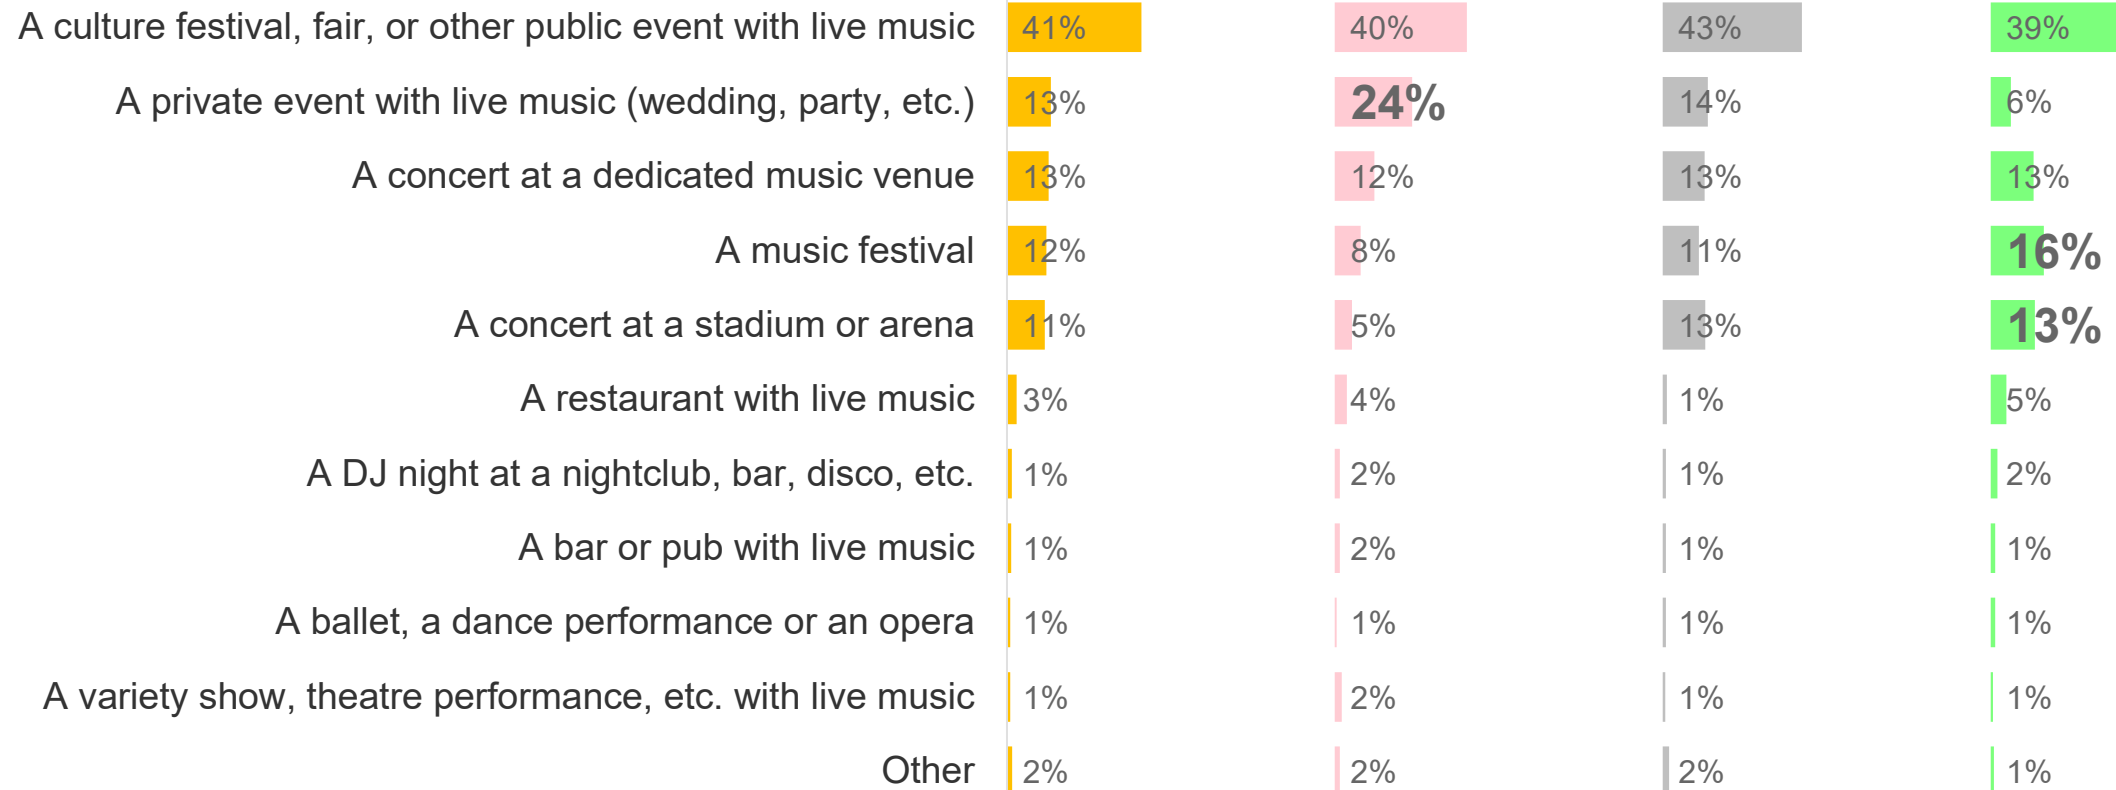 A culture festival, fair, or other public event with live music 41% 40% 43% 39%
A private event with live music (wedding, party, etc.) 13% 24% 14% 6%
A concert at a dedicated music venue 13% 12% 13% 13%
A music festival 12% 8% 11% 16%
A concert at a stadium or arena 11% 5% 13% 13%
A restaurant with live music 3% 4% 1% 5%
A DJ night at a nightclub, bar, disco, etc. 1% 2% 1% 2%
A bar or pub with live music 1% 2% 1% 1%
A ballet, a dance performance or an opera 1% 1% 1% 1%
A variety show, theatre performance, etc. with live music 1% 2% 1% 1%
Other 2% 2% 2% 1%